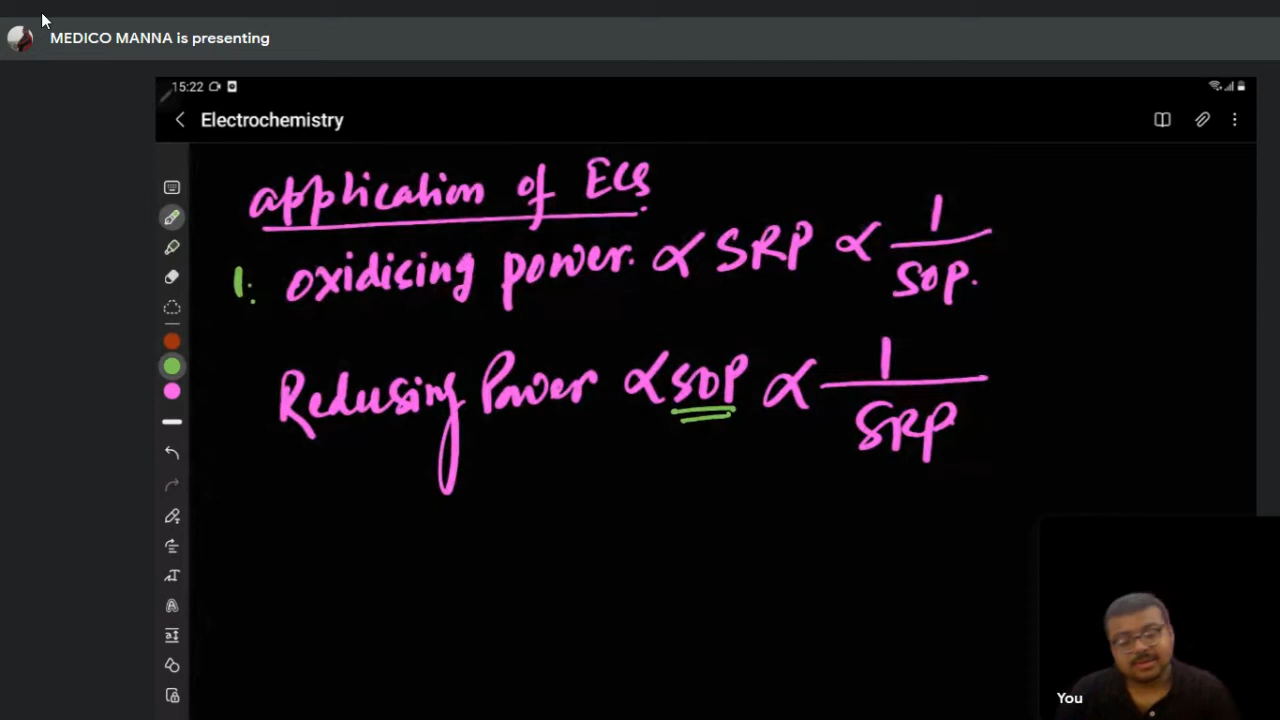 MEDICO MANNA is presenting
15:22
Electrochemistry
application of ECS
1. oxidising power. ∝ SRP ∝ 1/SOP.
Redusing Power ∝ SOP ∝ 1/SRP
You